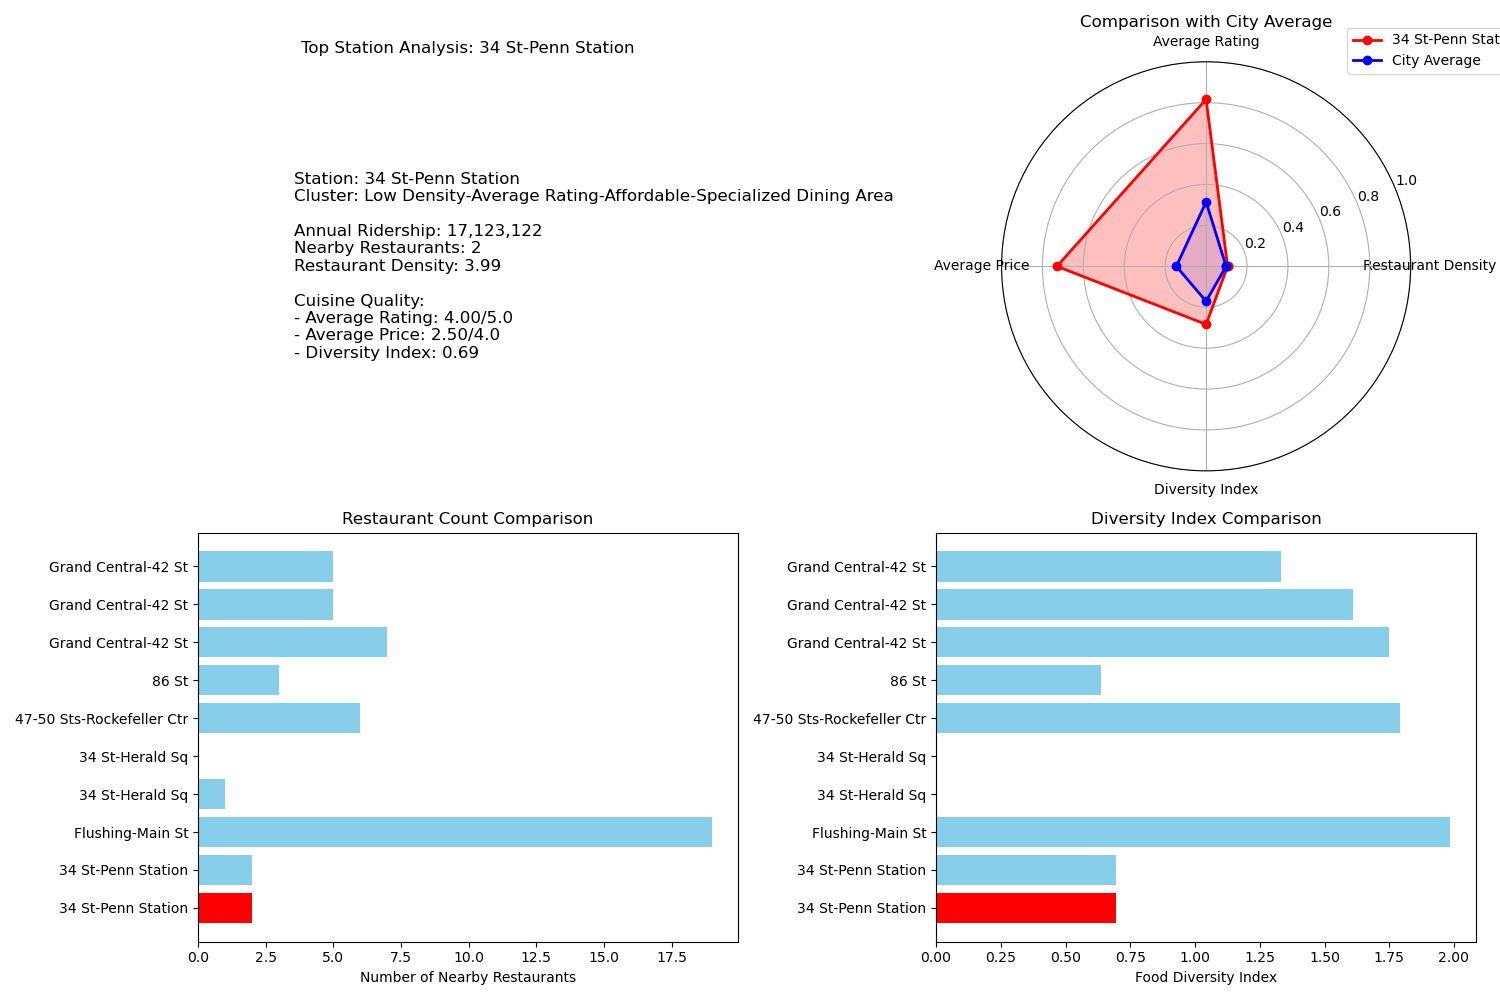 Top Station Analysis: 34 St-Penn Station
Station: 34 St-Penn Station
Cluster: Low Density-Average Rating-Affordable-Specialized Dining Area
Annual Ridership: 17,123,122
Nearby Restaurants: 2
Restaurant Density: 3.99
Cuisine Quality:
- Average Rating: 4.00/5.0
- Average Price: 2.50/4.0
- Diversity Index: 0.69
Comparison with City Average
Average Rating
34 St-Penn Stat
City Average
1.0
0.8
0.6
0.4
0.2
Average Price
Restaurant Density
Diversity Index
Restaurant Count Comparison
Grand Central-42 St
Grand Central-42 St
Grand Central-42 St
86 St
47-50 Sts-Rockefeller Ctr
34 St-Herald Sq
34 St-Herald Sq
Flushing-Main St
34 St-Penn Station
34 St-Penn Station
0.0 2.5 5.0 7.5 10.0 12.5 15.0 17.5
Number of Nearby Restaurants
Diversity Index Comparison
Grand Central-42 St
Grand Central-42 St
Grand Central-42 St
86 St
47-50 Sts-Rockefeller Ctr
34 St-Herald Sq
34 St-Herald Sq
Flushing-Main St
34 St-Penn Station
34 St-Penn Station
0.00 0.25 0.50 0.75 1.00 1.25 1.50 1.75 2.00
Food Diversity Index